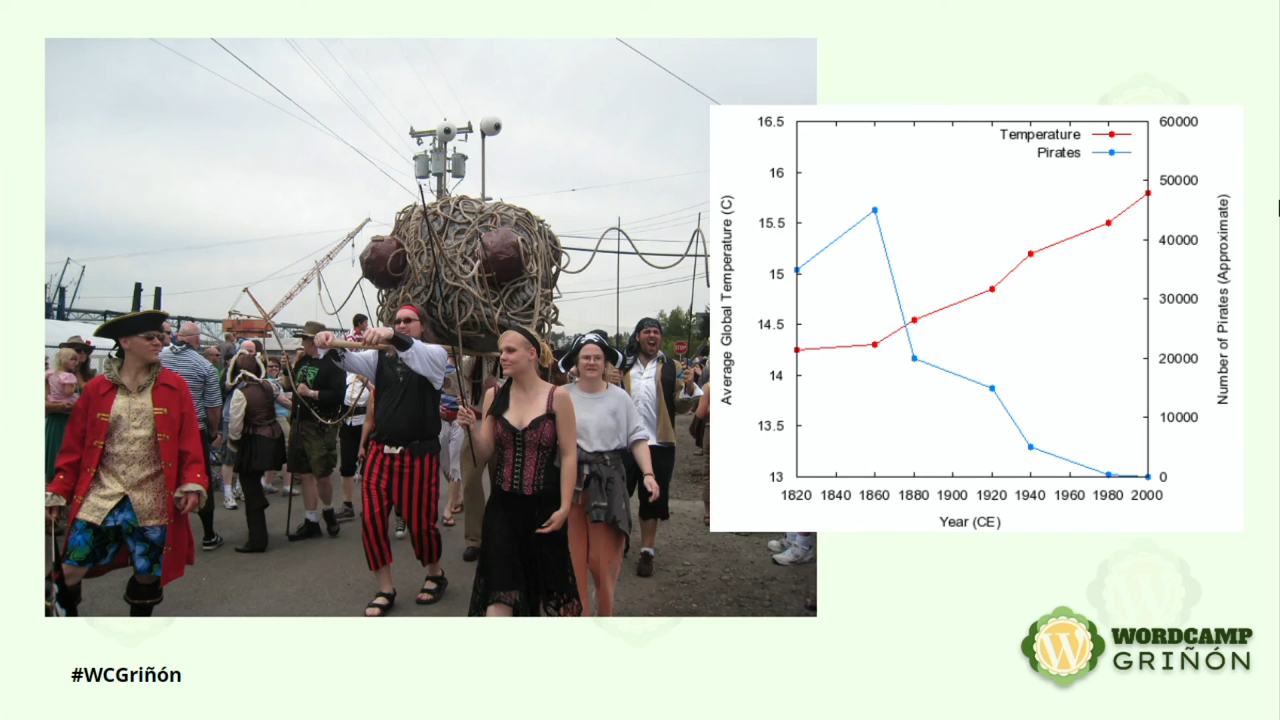 16.5
16
15.5
15
14.5
14
13.5
13
Average Global Temperature (C)
Temperature
Pirates
60000
50000
40000
30000
20000
10000
0
Number of Pirates (Approximate)
1820 1840 1860 1880 1900 1920 1940 1960 1980 2000
Year (CE)
STOP
#WCGriñón
W
WORDCAMP
GRIÑÓN